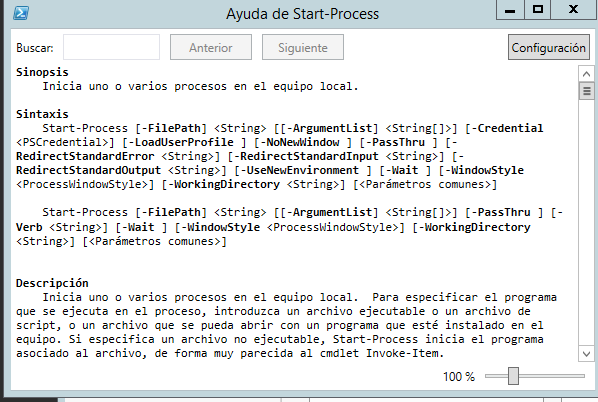 Ayuda de Start-Process
Buscar: Anterior Siguiente Configuración
Sinopsis
Inicia uno o varios procesos en el equipo local.
Sintaxis
Start-Process [-FilePath] <String> [[-ArgumentList] <String[]>] [-Credential
<PSCredential>] [-LoadUserProfile ] [-NoNewWindow ] [-PassThru ] [-
RedirectStandardError <String>] [-RedirectStandardInput <String>] [-
RedirectStandardOutput <String>] [-UseNewEnvironment ] [-Wait ] [-WindowStyle
<ProcessWindowStyle>] [-WorkingDirectory <String>] [<Parámetros comunes>]
Start-Process [-FilePath] <String> [[-ArgumentList] <String[]>] [-PassThru ] [-
Verb <String>] [-Wait ] [-WindowStyle <ProcessWindowStyle>] [-WorkingDirectory
<String>] [<Parámetros comunes>]
Descripción
Inicia uno o varios procesos en el equipo local.  Para especificar el programa
que se ejecuta en el proceso, introduzca un archivo ejecutable o un archivo de
script, o un archivo que se pueda abrir con un programa que esté instalado en el
equipo. Si especifica un archivo no ejecutable, Start-Process inicia el programa
asociado al archivo, de forma muy parecida al cmdlet Invoke-Item.
100 %